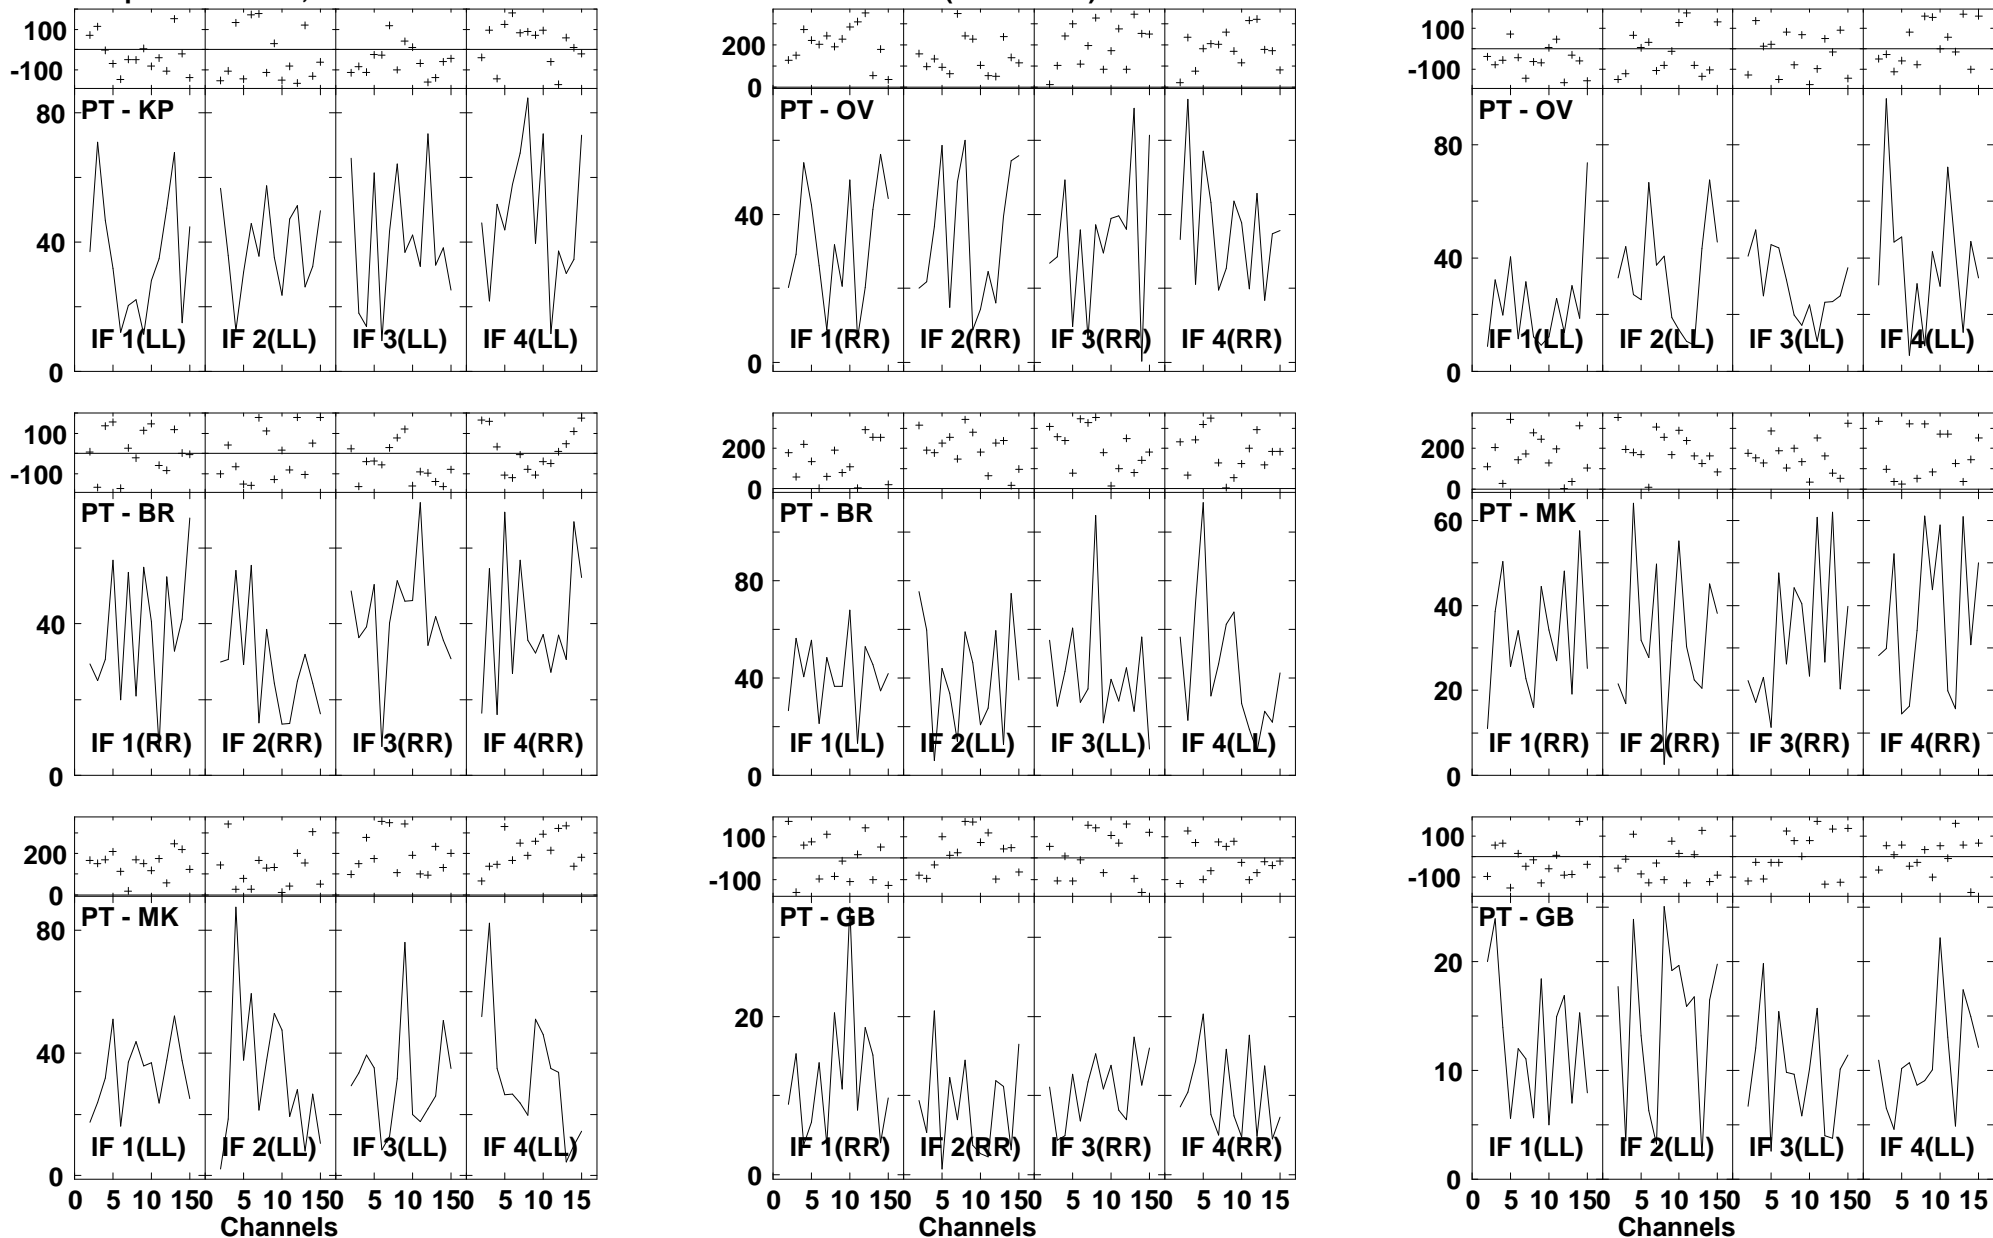 100
-100
PT - KP
80
40
0
IF 1(LL) IF 2(LL) IF 3(LL) IF 4(LL)
200
0
PT - OV
40
0
IF 1(RR) IF 2(RR) IF 3(RR) IF 4(RR)
100
-100
PT - OV
80
40
0
IF 1(LL) IF 2(LL) IF 3(LL) IF 4(LL)
100
-100
PT - BR
40
0
IF 1(RR) IF 2(RR) IF 3(RR) IF 4(RR)
200
0
PT - BR
80
40
0
IF 1(LL) IF 2(LL) IF 3(LL) IF 4(LL)
200
0
PT - MK
60
40
20
0
IF 1(RR) IF 2(RR) IF 3(RR) IF 4(RR)
200
0
PT - MK
80
40
0
IF 1(LL) IF 2(LL) IF 3(LL) IF 4(LL)
0 5 10 150 5 10 150 5 10 150 5 10 15
Channels
100
-100
PT - GB
20
0
IF 1(RR) IF 2(RR) IF 3(RR) IF 4(RR)
0 5 10 150 5 10 150 5 10 150 5 10 15
Channels
100
-100
PT - GB
20
10
0
IF 1(LL) IF 2(LL) IF 3(LL) IF 4(LL)
0 5 10 150 5 10 150 5 10 150 5 10 15
Channels